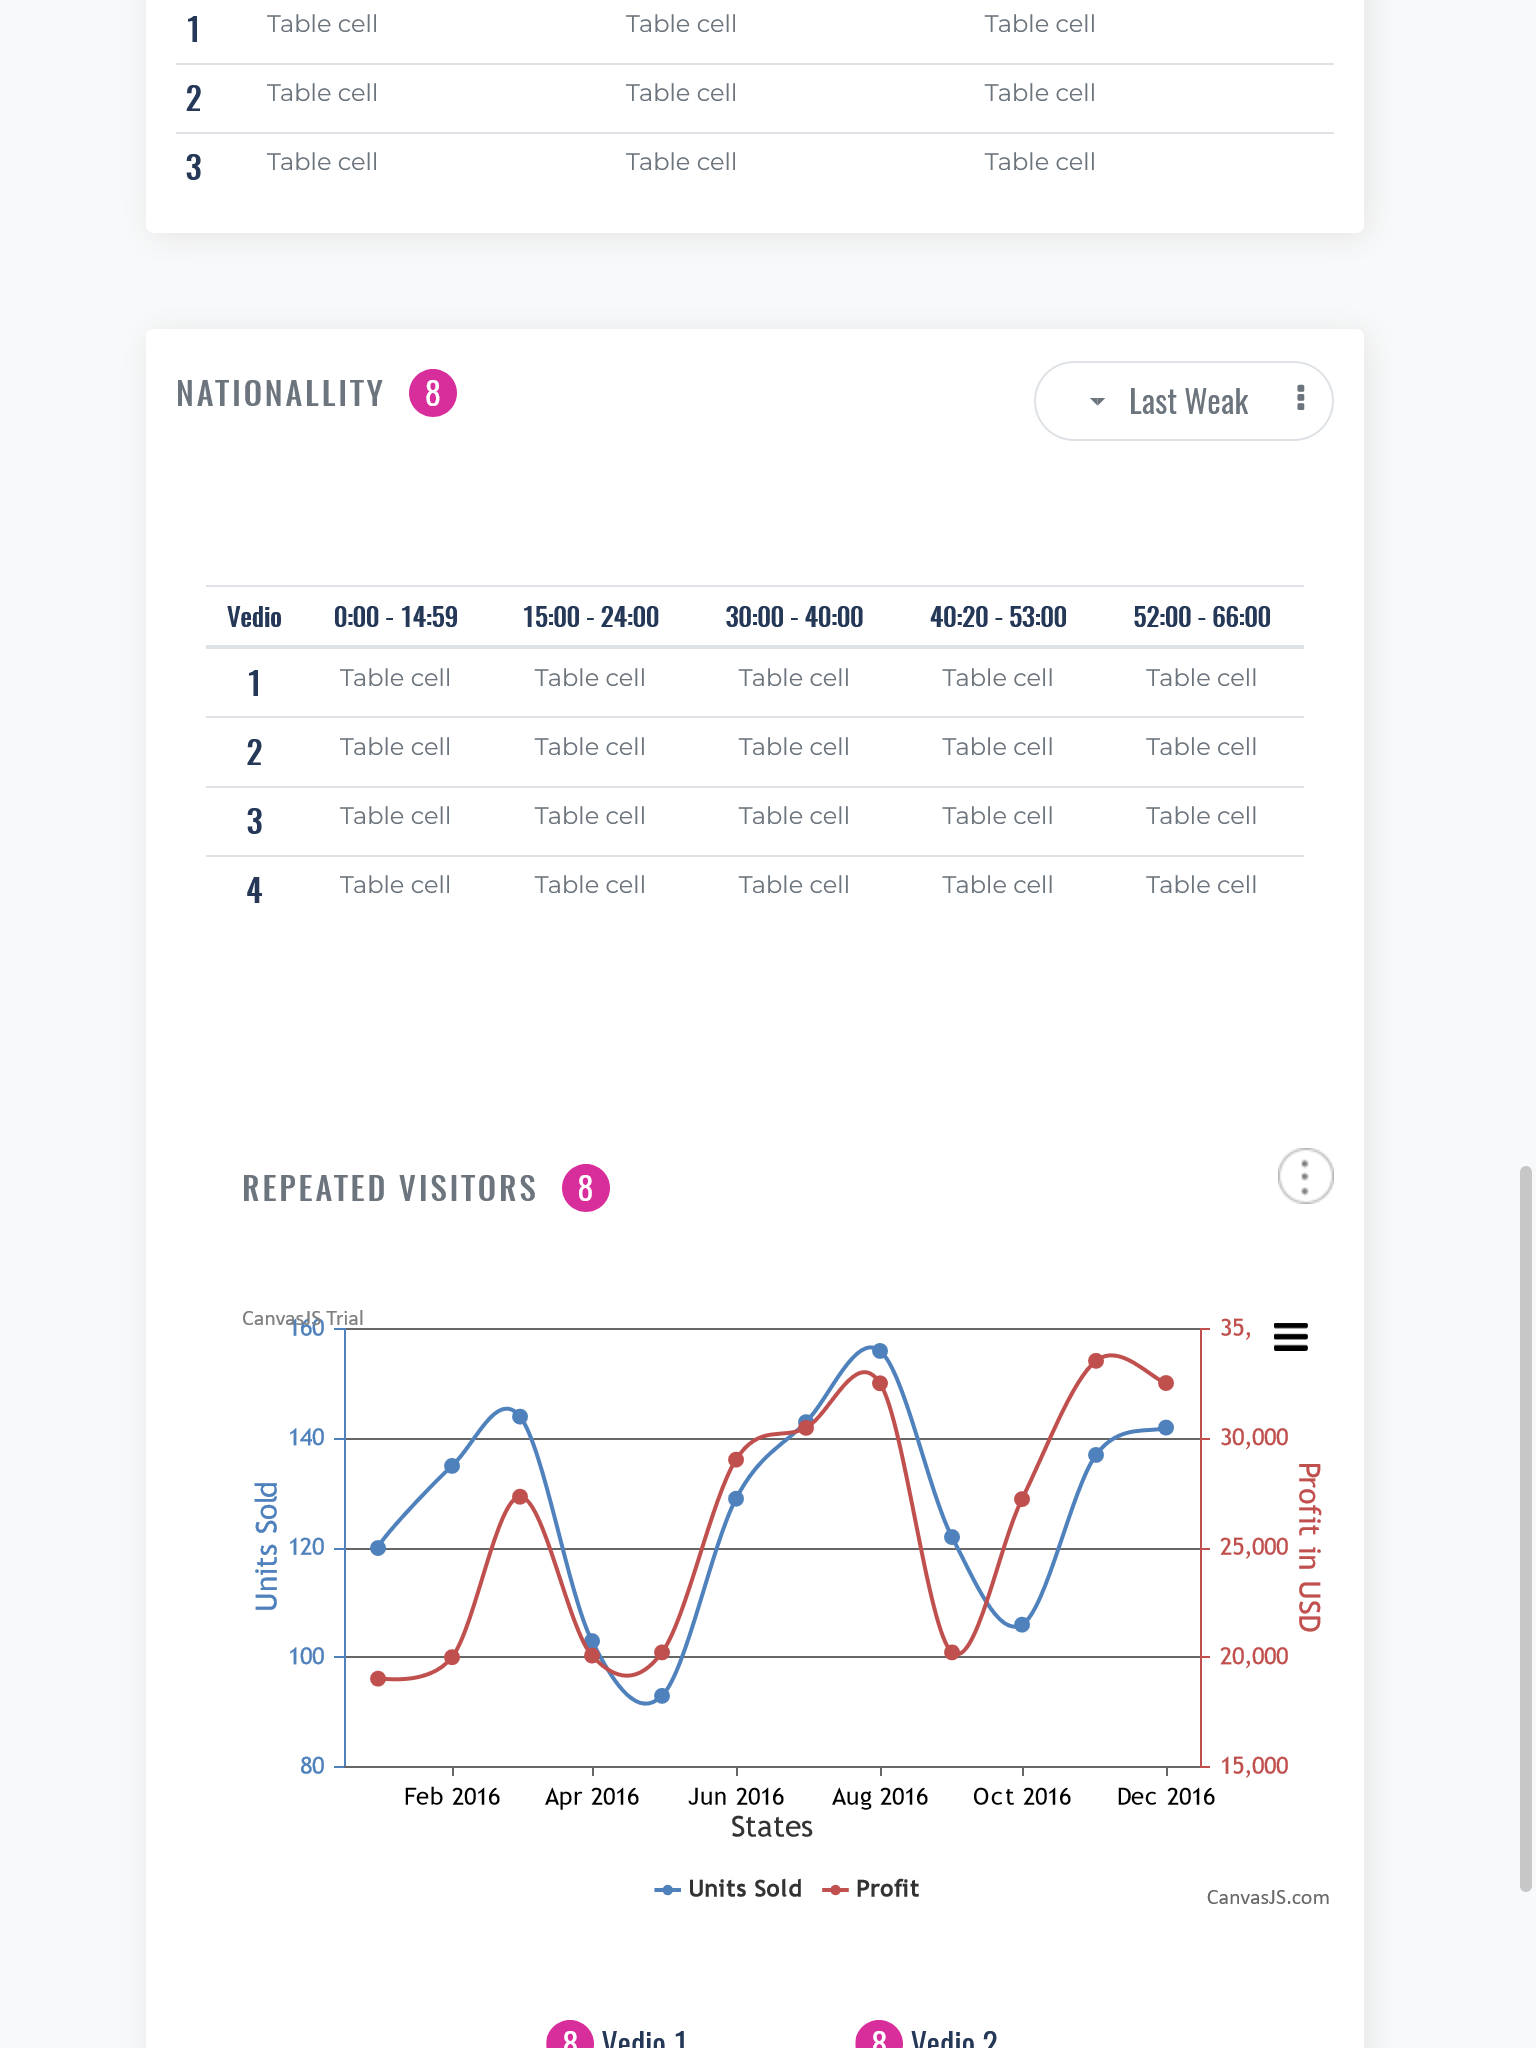 1 Table cell Table cell Table cell
2 Table cell Table cell Table cell
3 Table cell Table cell Table cell
NATIONALLITY 8 Last Weak
Vedio 0:00 - 14:59 15:00 - 24:00 30:00 - 40:00 40:20 - 53:00 52:00 - 66:00
1 Table cell Table cell Table cell Table cell Table cell
2 Table cell Table cell Table cell Table cell Table cell
3 Table cell Table cell Table cell Table cell Table cell
4 Table cell Table cell Table cell Table cell Table cell
REPEATED VISITORS 8
CanvasJS Trial
160 35,
140 30,000
120 25,000
100 20,000
80 15,000
Units Sold
Profit in USD
Feb 2016 Apr 2016 Jun 2016 Aug 2016 Oct 2016 Dec 2016
States
Units Sold Profit
CanvasJS.com
8 Vedio 1 8 Vedio 2